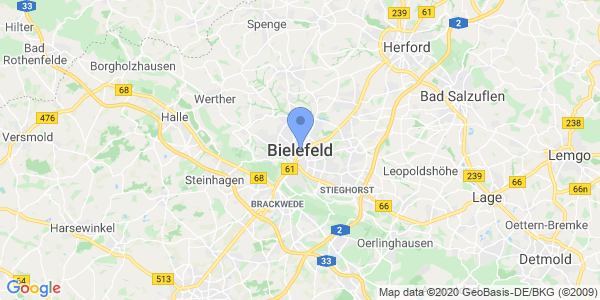 33
Hilter
Bad
Rothenfelde
Spenge
239
61
2
Herford
Borgholzhausen
68
Werther
Bad Salzuflen
476
Halle
Versmold
238
Bielefeld
Lemgo
61
68
Steinhagen
STIEGHORST
Leopoldshöhe
239
66
66n
BRACKWEDE
66
Lage
Harsewinkel
2
Oerlinghausen
Oettern-Bremke
33
Detmold
513
64
Google
Map data ©2020 GeoBasis-DE/BKG (©2009)